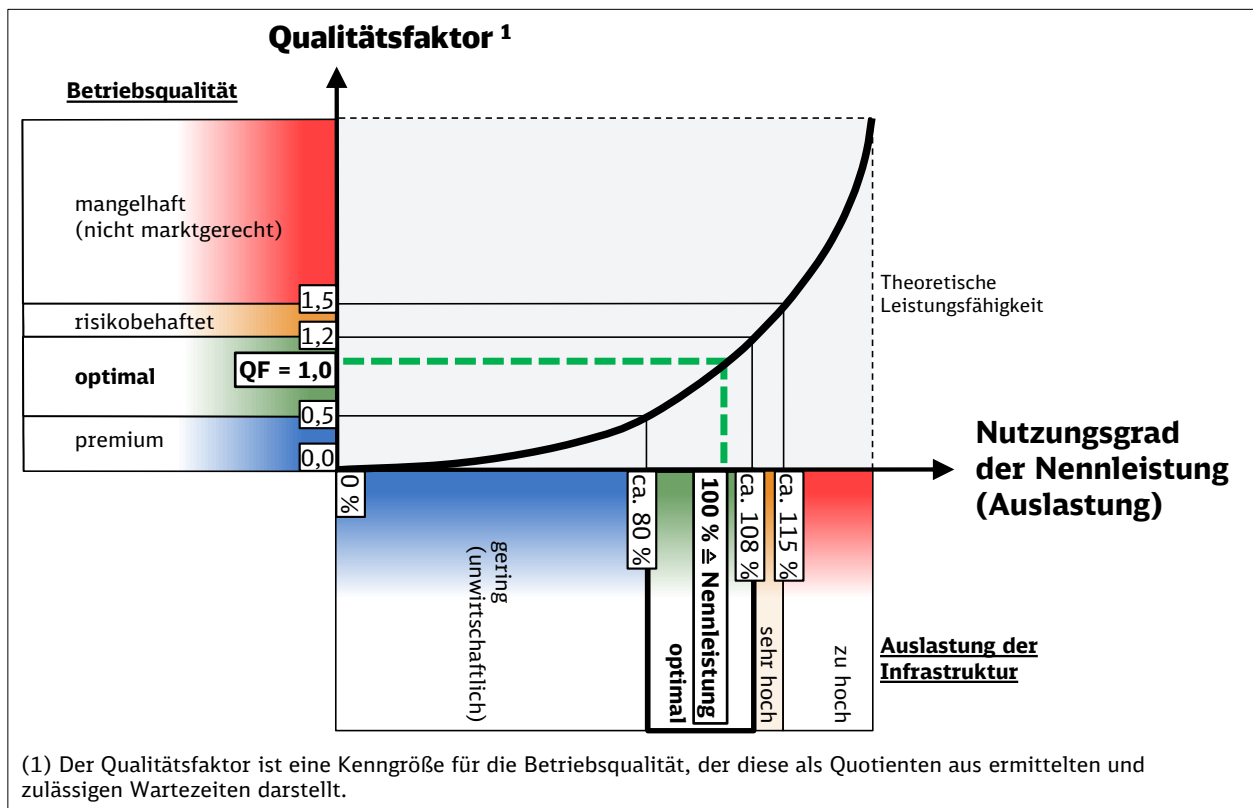 Qualitätsfaktor 1
Betriebsqualität
mangelhaft
(nicht marktgerecht)
1,5
risikobehaftet
1,2
optimal
QF = 1,0
0,5
premium
0,0
Theoretische
Leistungsfähigkeit
Nutzungsgrad
der Nennleistung
(Auslastung)
0 %
gering
(unwirtschaftlich)
ca. 80 %
optimal
100 % ≙ Nennleistung
ca. 108 %
sehr hoch
ca. 115 %
zu hoch
Auslastung der
Infrastruktur
(1) Der Qualitätsfaktor ist eine Kenngröße für die Betriebsqualität, der diese als Quotienten aus ermittelten und
zulässigen Wartezeiten darstellt.